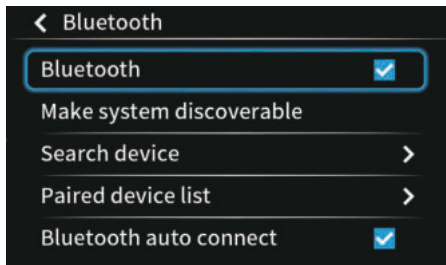 Bluetooth
Bluetooth
Make system discoverable
Search device
Paired device list
Bluetooth auto connect